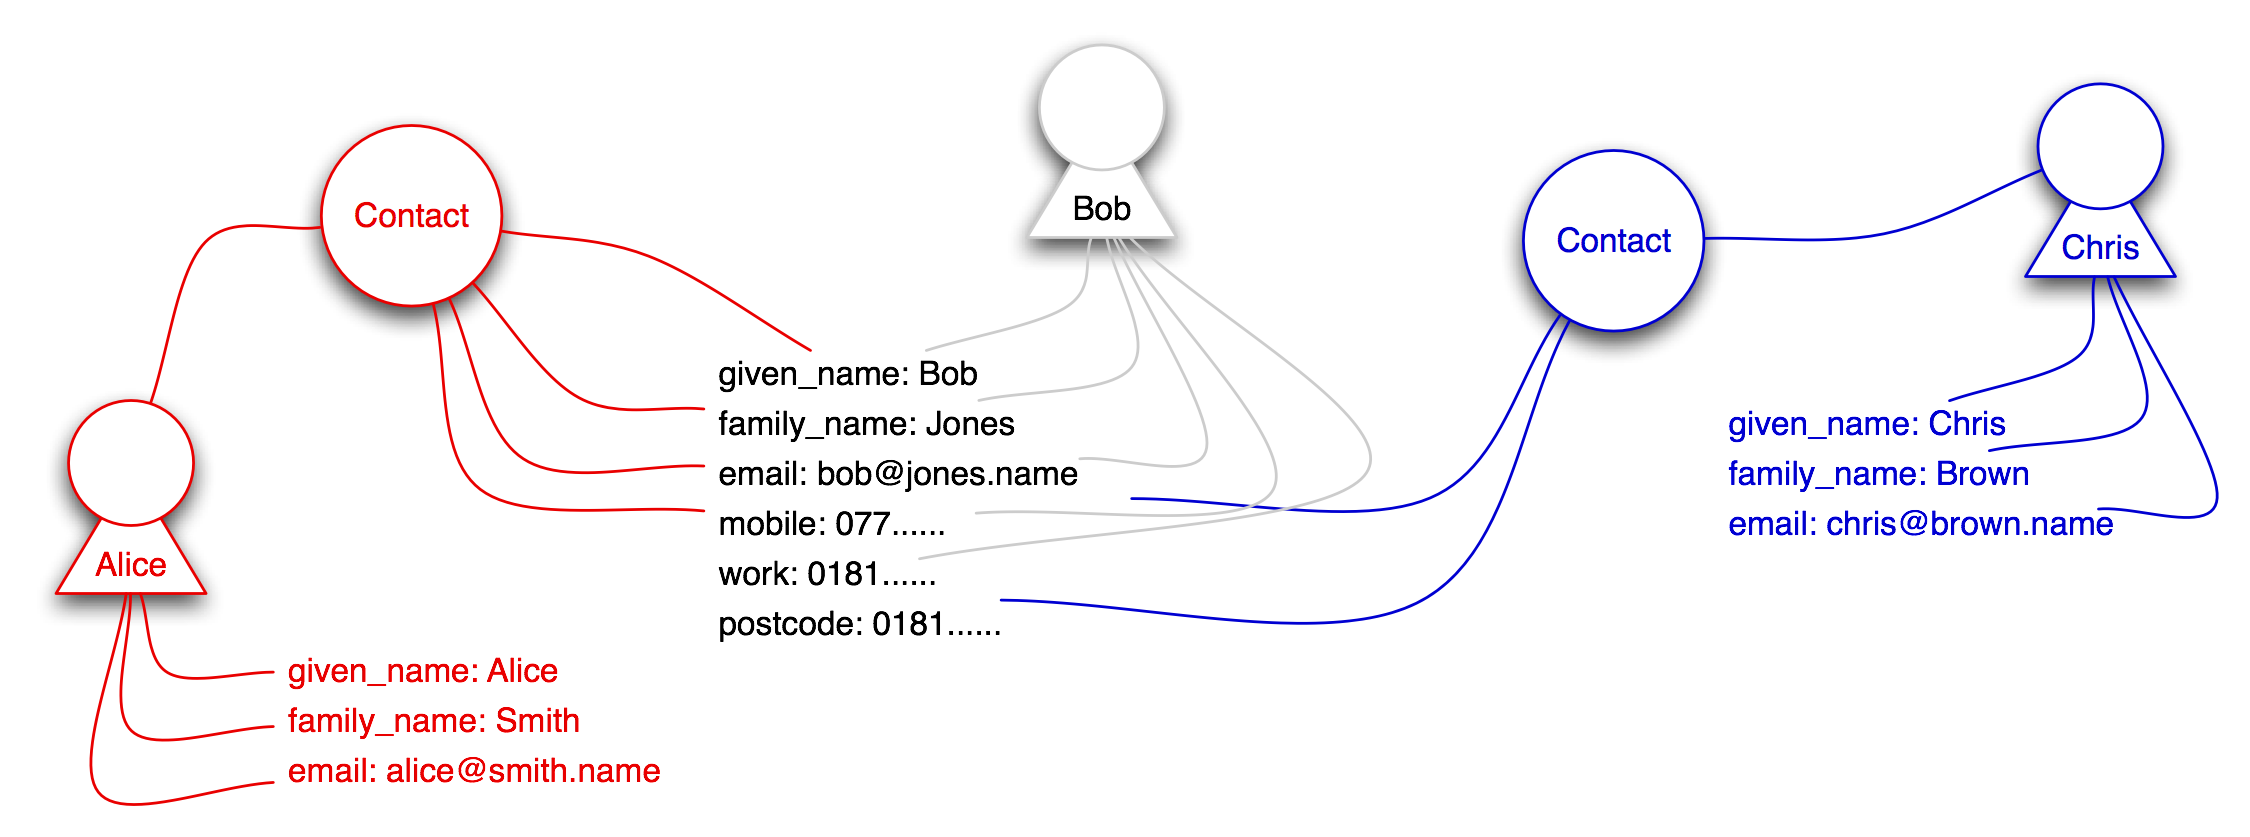 Contact
Bob
Contact
Chris
Alice
given_name: Bob
family_name: Jones
email: bob@jones.name
mobile: 077......
work: 0181......
postcode: 0181......
given_name: Chris
family_name: Brown
email: chris@brown.name
given_name: Alice
family_name: Smith
email: alice@smith.name